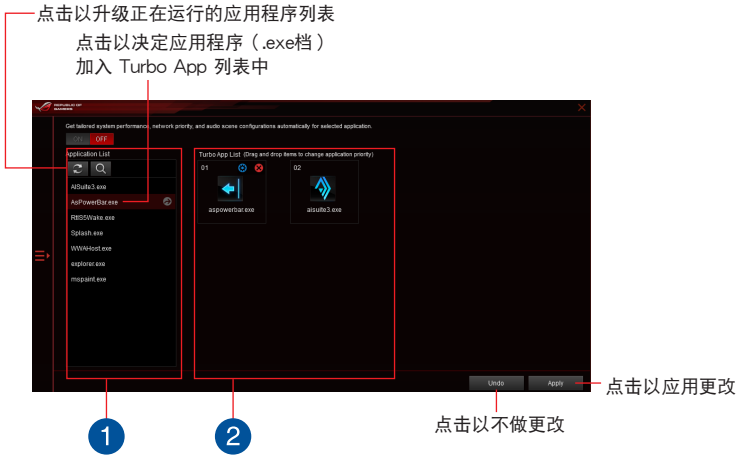 点击以升级正在运行的应用程序列表
点击以决定应用程序（.exe档）
加入 Turbo App 列表中
REPUBLIC OF
GAMERS
Get tailored system performance, network priority, and audio scene configurations automatically for selected application.
ON OFF
Application List
Turbo App List (Drag and drop items to change application priority)
01 02
AISuite3.exe
AsPowerBar.exe
aspowerbar.exe aisuite3.exe
RtlS5Wake.exe
Splash.exe
WWAHost.exe
explorer.exe
mspaint.exe
Undo Apply
点击以应用更改
点击以不做更改
1 2